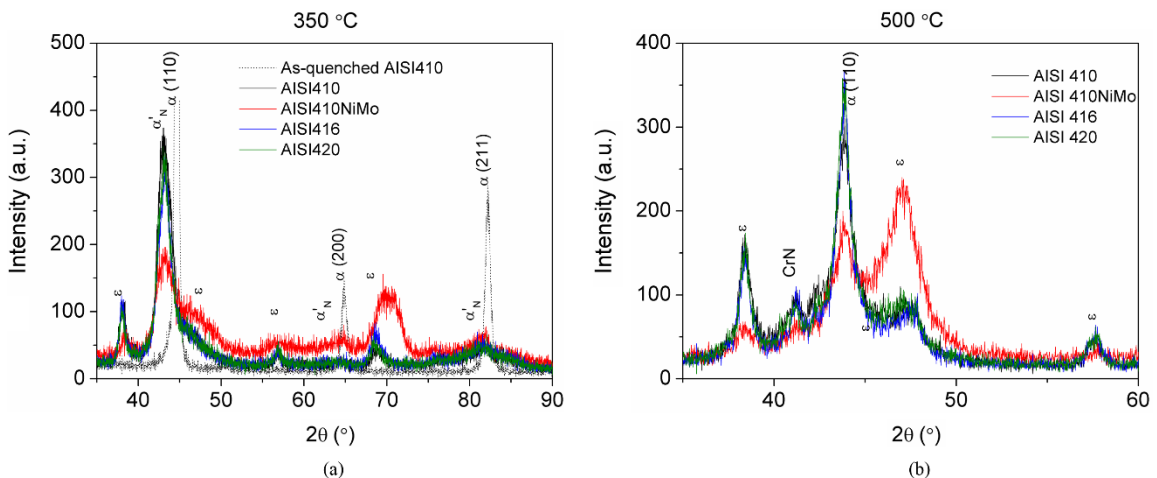 350 °C
500
400
300
200
100
0
Intensity (a.u.)
As-quenched AISI410
AISI410
AISI410NiMo
AISI416
AISI420
ε
α'N
α (110)
ε
ε
α'N
α (200)
ε
α'N
α (211)
40 50 60 70 80 90
2θ (°)
(a)
500 °C
400
300
200
100
0
Intensity (a.u.)
AISI 410
AISI 410NiMo
AISI 416
AISI 420
ε
CrN
α (110)
ε
ε
ε
40 50 60
2θ (°)
(b)